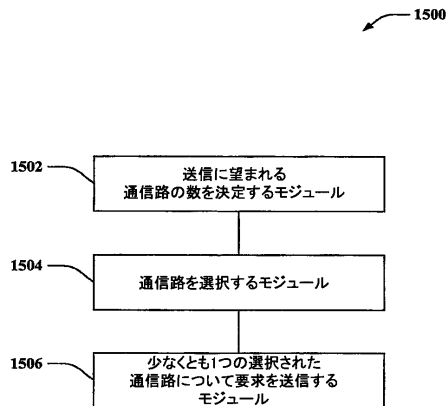 1500
1502
送信に望まれる
通信路の数を決定するモジュール
1504
通信路を選択するモジュール
1506
少なくとも1つの選択された
通信路について要求を送信する
モジュール